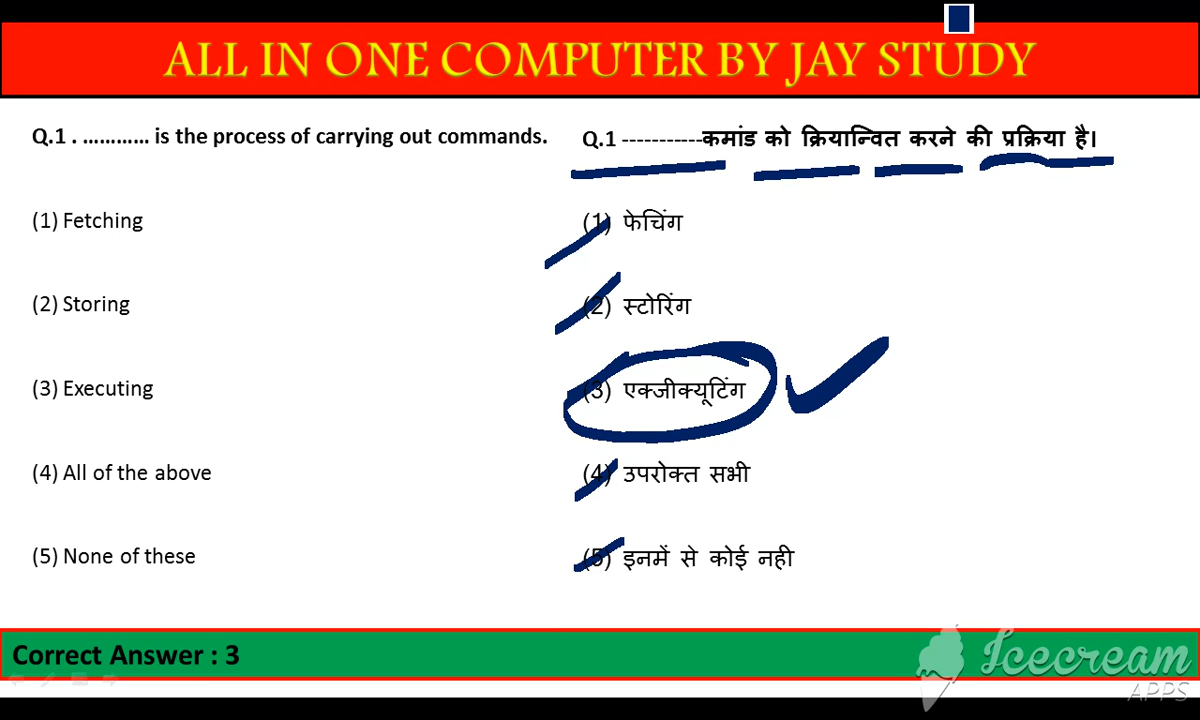 ALL IN ONE COMPUTER BY JAY STUDY
Q.1 . ………… is the process of carrying out commands.
(1) Fetching
(2) Storing
(3) Executing
(4) All of the above
(5) None of these
Q.1 -----------कमांड को क्रियान्वित करने की प्रक्रिया है।
(1) फेचिंग
(2) स्टोरिंग
(3) एक्जीक्यूटिंग
(4) उपरोक्त सभी
(5) इनमें से कोई नही
Correct Answer : 3
Icecream
APPS